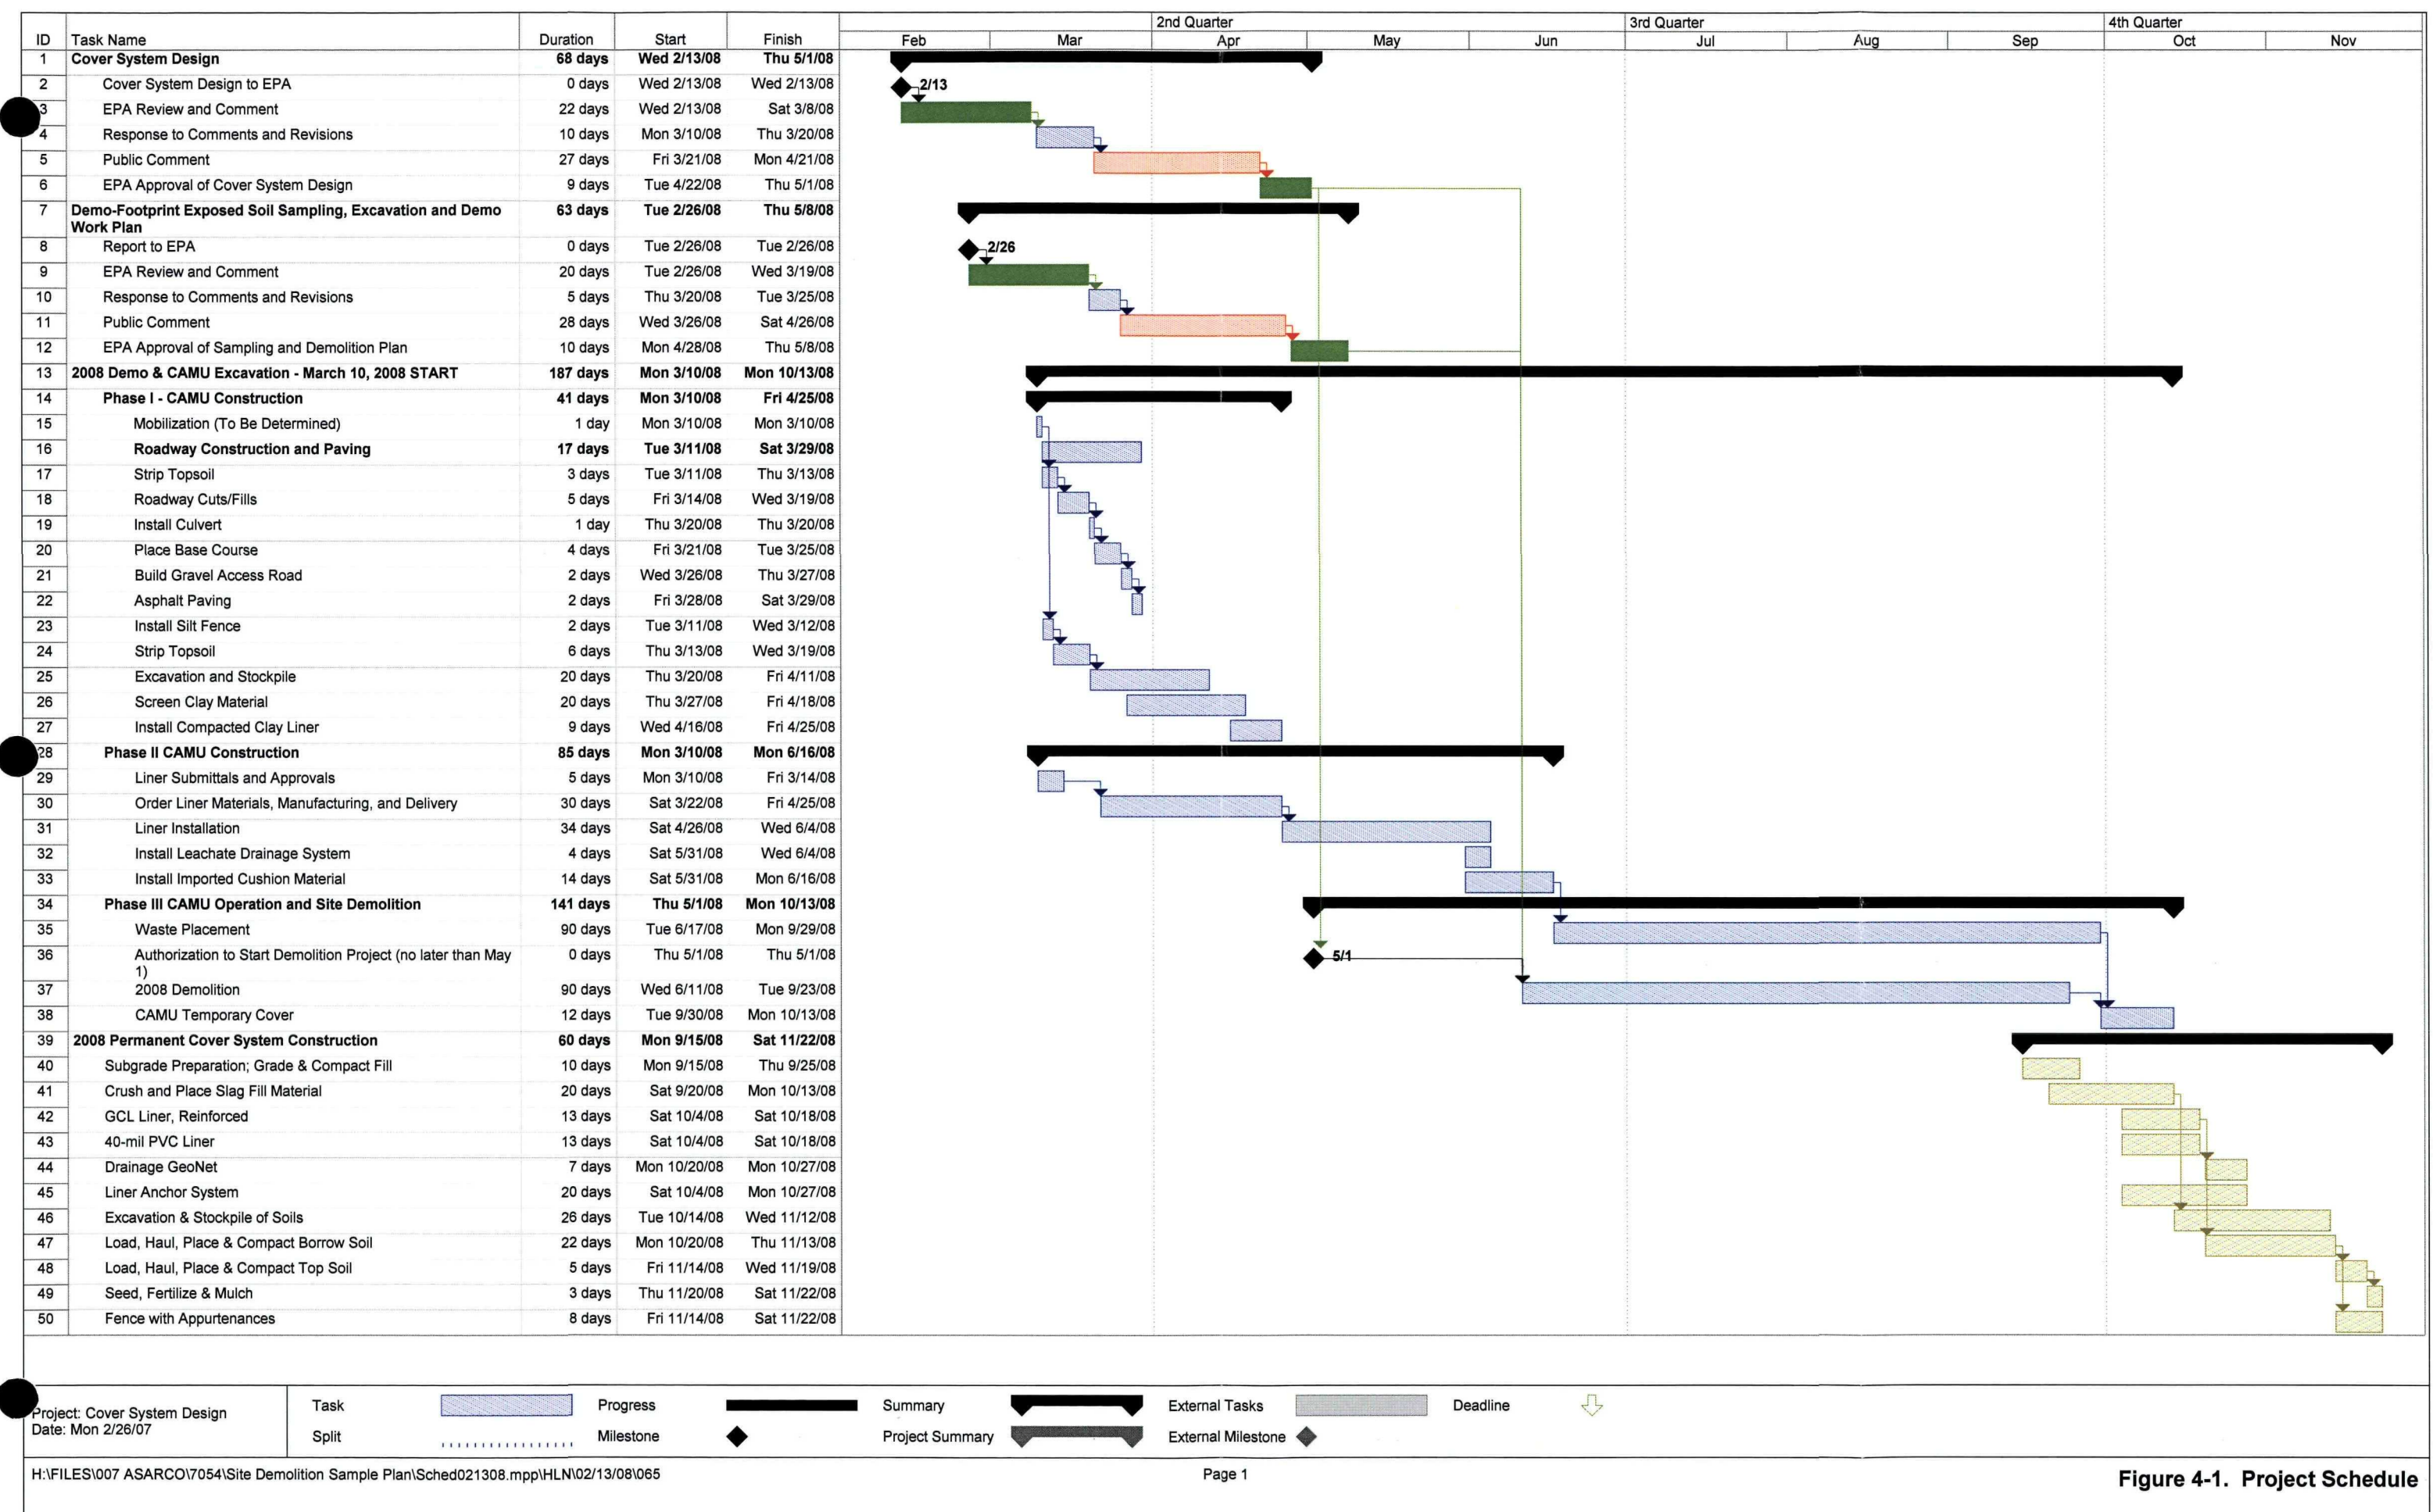 2nd Quarter 3rd Quarter 4th Quarter
ID Task Name Duration Start Finish Feb Mar Apr May Jun Jul Aug Sep Oct Nov
1 Cover System Design 68 days Wed 2/13/08 Thu 5/1/08
2 Cover System Design to EPA 0 days Wed 2/13/08 Wed 2/13/08 2/13
3 EPA Review and Comment 22 days Wed 2/13/08 Sat 3/8/08
4 Response to Comments and Revisions 10 days Mon 3/10/08 Thu 3/20/08
5 Public Comment 27 days Fri 3/21/08 Mon 4/21/08
6 EPA Approval of Cover System Design 9 days Tue 4/22/08 Thu 5/1/08
7 Demo-Footprint Exposed Soil Sampling, Excavation and Demo 63 days Tue 2/26/08 Thu 5/8/08
Work Plan
8 Report to EPA 0 days Tue 2/26/08 Tue 2/26/08 2/26
9 EPA Review and Comment 20 days Tue 2/26/08 Wed 3/19/08
10 Response to Comments and Revisions 5 days Thu 3/20/08 Tue 3/25/08
11 Public Comment 28 days Wed 3/26/08 Sat 4/26/08
12 EPA Approval of Sampling and Demolition Plan 10 days Mon 4/28/08 Thu 5/8/08
13 2008 Demo & CAMU Excavation - March 10, 2008 START 187 days Mon 3/10/08 Mon 10/13/08
14 Phase I - CAMU Construction 41 days Mon 3/10/08 Fri 4/25/08
15 Mobilization (To Be Determined) 1 day Mon 3/10/08 Mon 3/10/08
16 Roadway Construction and Paving 17 days Tue 3/11/08 Sat 3/29/08
17 Strip Topsoil 3 days Tue 3/11/08 Thu 3/13/08
18 Roadway Cuts/Fills 5 days Fri 3/14/08 Wed 3/19/08
19 Install Culvert 1 day Thu 3/20/08 Thu 3/20/08
20 Place Base Course 4 days Fri 3/21/08 Tue 3/25/08
21 Build Gravel Access Road 2 days Wed 3/26/08 Thu 3/27/08
22 Asphalt Paving 2 days Fri 3/28/08 Sat 3/29/08
23 Install Silt Fence 2 days Tue 3/11/08 Wed 3/12/08
24 Strip Topsoil 6 days Thu 3/13/08 Wed 3/19/08
25 Excavation and Stockpile 20 days Thu 3/20/08 Fri 4/11/08
26 Screen Clay Material 20 days Thu 3/27/08 Fri 4/18/08
27 Install Compacted Clay Liner 9 days Wed 4/16/08 Fri 4/25/08
28 Phase II CAMU Construction 85 days Mon 3/10/08 Mon 6/16/08
29 Liner Submittals and Approvals 5 days Mon 3/10/08 Fri 3/14/08
30 Order Liner Materials, Manufacturing, and Delivery 30 days Sat 3/22/08 Fri 4/25/08
31 Liner Installation 34 days Sat 4/26/08 Wed 6/4/08
32 Install Leachate Drainage System 4 days Sat 5/31/08 Wed 6/4/08
33 Install Imported Cushion Material 14 days Sat 5/31/08 Mon 6/16/08
34 Phase III CAMU Operation and Site Demolition 141 days Thu 5/1/08 Mon 10/13/08
35 Waste Placement 90 days Tue 6/17/08 Mon 9/29/08
36 Authorization to Start Demolition Project (no later than May 0 days Thu 5/1/08 Thu 5/1/08 5/1
1)
37 2008 Demolition 90 days Wed 6/11/08 Tue 9/23/08
38 CAMU Temporary Cover 12 days Tue 9/30/08 Mon 10/13/08
39 2008 Permanent Cover System Construction 60 days Mon 9/15/08 Sat 11/22/08
40 Subgrade Preparation; Grade & Compact Fill 10 days Mon 9/15/08 Thu 9/25/08
41 Crush and Place Slag Fill Material 20 days Sat 9/20/08 Mon 10/13/08
42 GCL Liner, Reinforced 13 days Sat 10/4/08 Sat 10/18/08
43 40-mil PVC Liner 13 days Sat 10/4/08 Sat 10/18/08
44 Drainage GeoNet 7 days Mon 10/20/08 Mon 10/27/08
45 Liner Anchor System 20 days Sat 10/4/08 Mon 10/27/08
46 Excavation & Stockpile of Soils 26 days Tue 10/14/08 Wed 11/12/08
47 Load, Haul, Place & Compact Borrow Soil 22 days Mon 10/20/08 Thu 11/13/08
48 Load, Haul, Place & Compact Top Soil 5 days Fri 11/14/08 Wed 11/19/08
49 Seed, Fertilize & Mulch 3 days Thu 11/20/08 Sat 11/22/08
50 Fence with Appurtenances 8 days Fri 11/14/08 Sat 11/22/08
Project: Cover System Design
Date: Mon 2/26/07
Task Progress Summary External Tasks Deadline
Split Milestone Project Summary External Milestone
H:\FILES\007 ASARCO\7054\Site Demolition Sample Plan\Sched021308.mpp\HLN\02/13/08\065
Page 1
Figure 4-1. Project Schedule